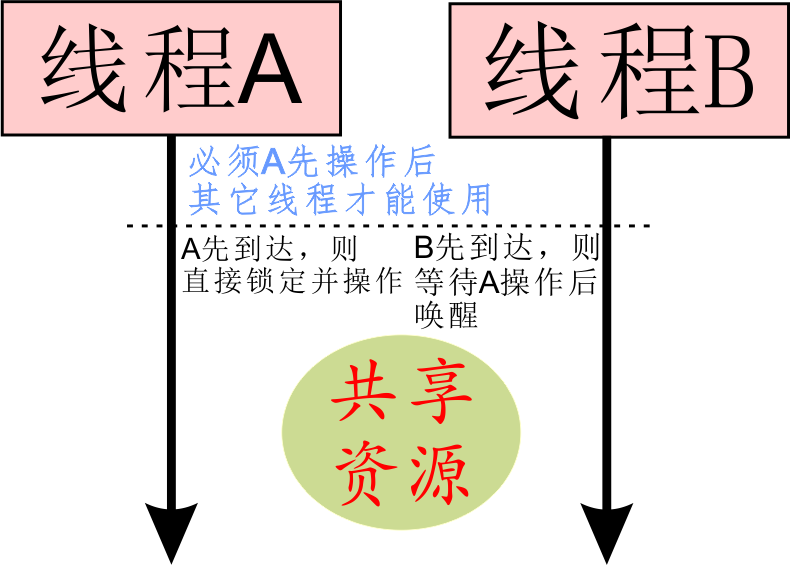 线程A
线程B
必须A先操作后
其它线程才能使用
A先到达，则
直接锁定并操作
B先到达，则
等待A操作后
唤醒
共享
资源